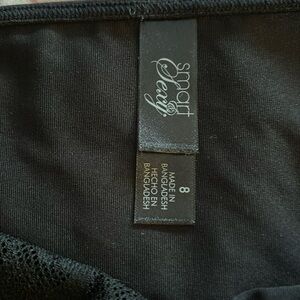 smart
& Sexy.
8
MADE IN
BANGLADESH
HECHO EN
BANGLADESH